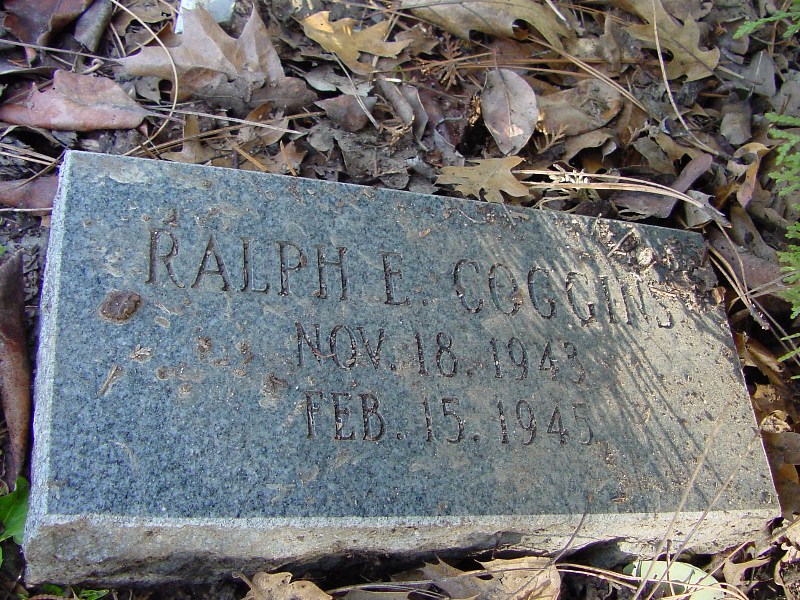 RALPH E. COGGINS
NOV. 18. 1943
FEB. 15. 1945